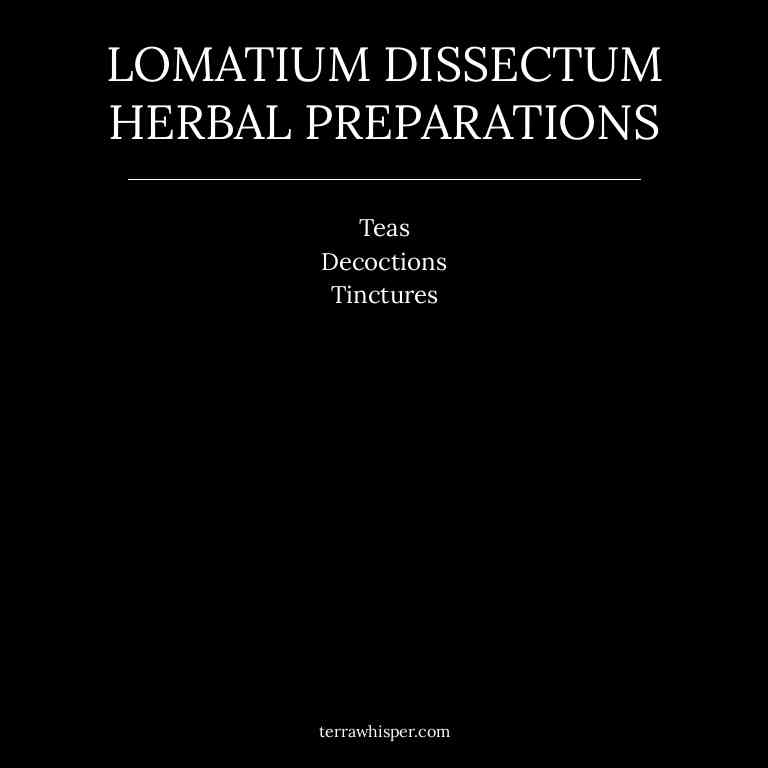 LOMATIUM DISSECTUM
HERBAL PREPARATIONS
Teas
Decoctions
Tinctures
terrawhisper.com